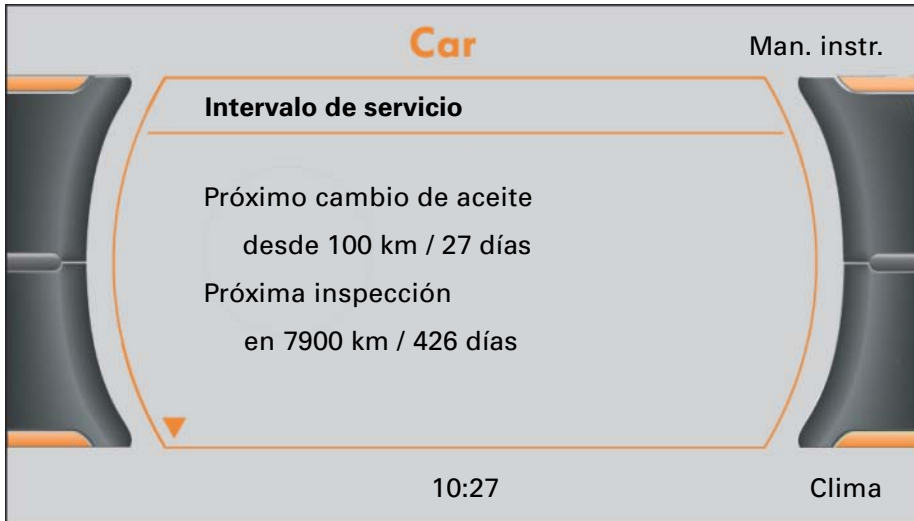 Car
Man. instr.
Intervalo de servicio
Próximo cambio de aceite
desde 100 km / 27 días
Próxima inspección
en 7900 km / 426 días
10:27
Clima